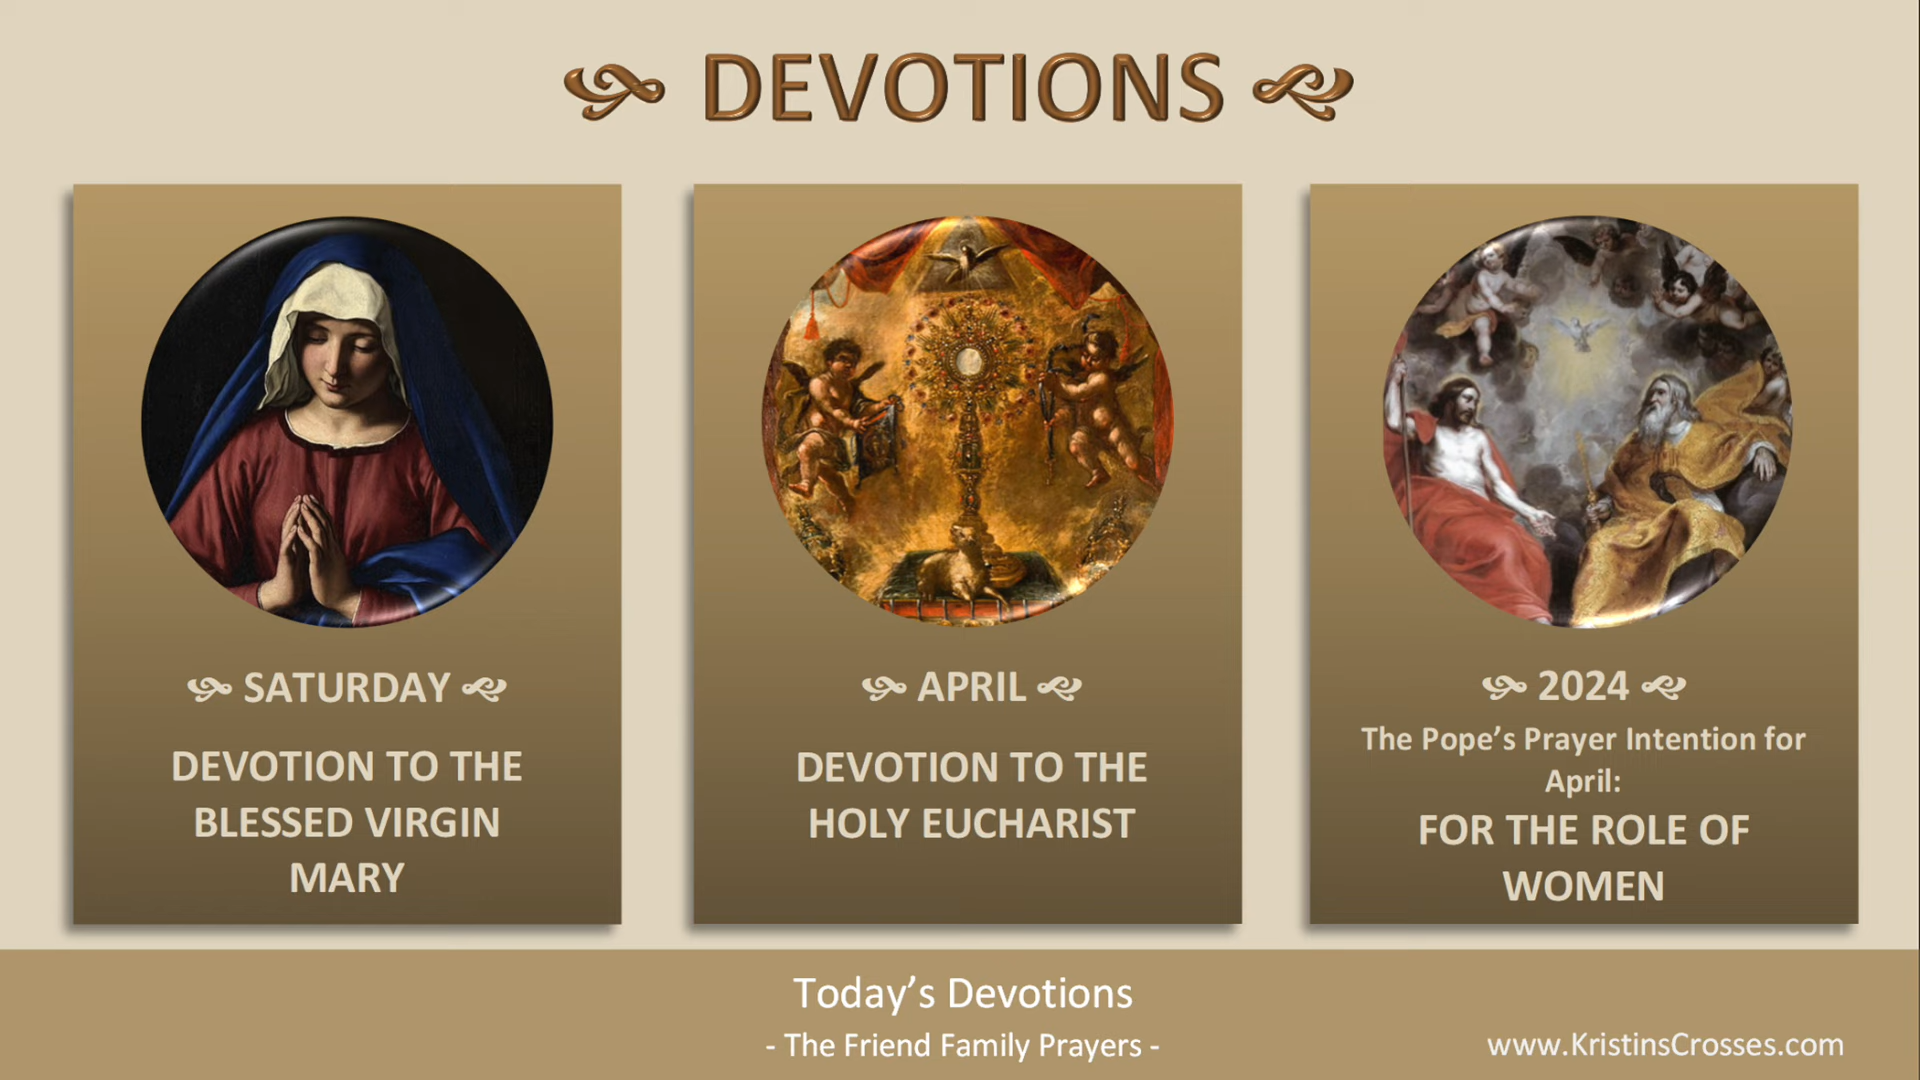 DEVOTIONS
SATURDAY
DEVOTION TO THE
BLESSED VIRGIN
MARY
APRIL
DEVOTION TO THE
HOLY EUCHARIST
2024
The Pope’s Prayer Intention for
April:
FOR THE ROLE OF
WOMEN
Today’s Devotions
- The Friend Family Prayers -
www.KristinsCrosses.com